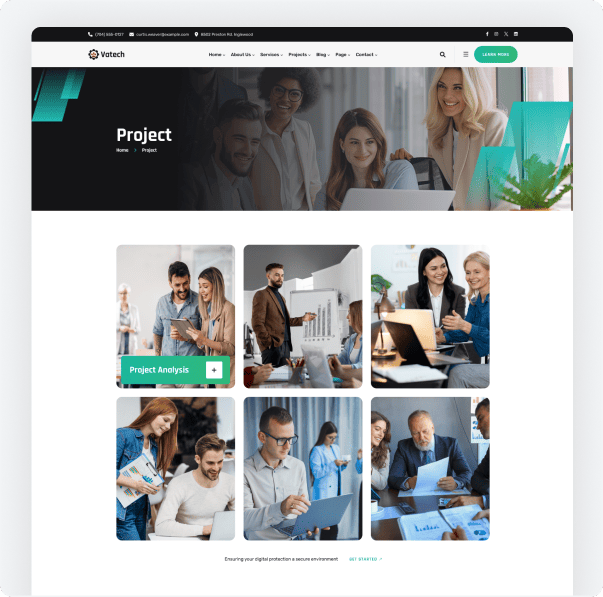 (704) 555-0127 curtis.weaver@example.com 8502 Preston Rd. Inglewood
Vatech
Home About Us Services Projects Blog Page Contact
LEARN MORE
Project
Home > Project
Project Analysis +
Ensuring your digital protection a secure environment GET STARTED